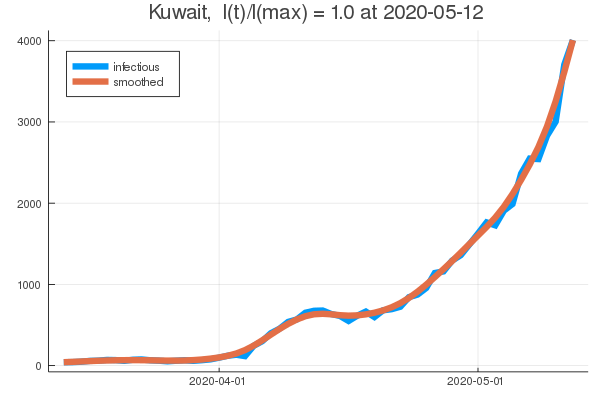 Kuwait, I(t)/I(max) = 1.0 at 2020-05-12
infectious
smoothed
4000
3000
2000
1000
0
2020-04-01
2020-05-01